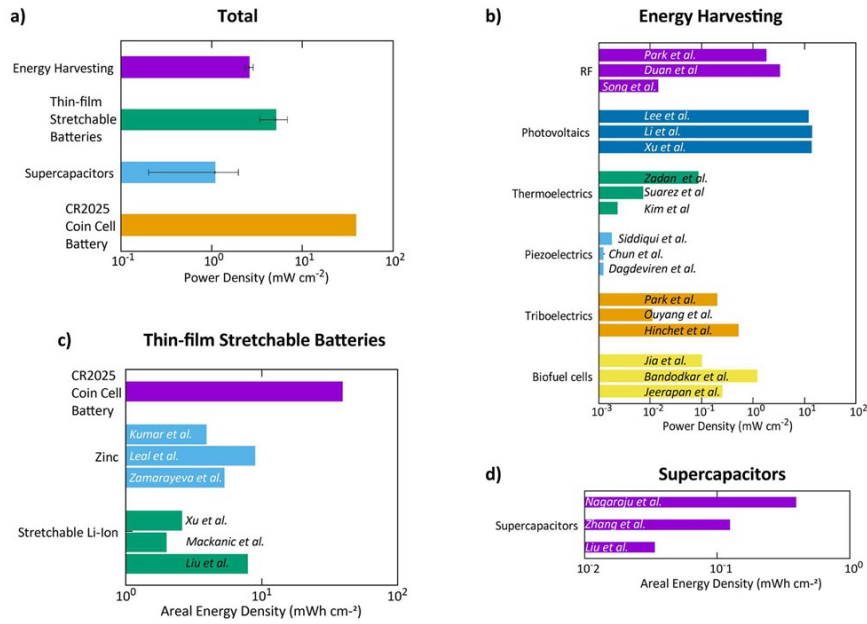 a)
Total
Energy Harvesting
Thin-film
Stretchable
Batteries
Supercapacitors
CR2025
Coin Cell
Battery
10-1
100
101
102
Power Density (mW cm-2)
b)
Energy Harvesting
RF
Park et al.
Duan et al
Song et al.
Photovoltaics
Lee et al.
Li et al.
Xu et al.
Thermoelectrics
Zadan et al.
Suarez et al
Kim et al
Piezoelectrics
Siddiqui et al.
Chun et al.
Dagdeviren et al.
Triboelectrics
Park et al.
Ouyang et al.
Hinchet et al.
Biofuel cells
Jia et al.
Bandodkar et al.
Jeerapan et al.
10-3
10-2
10-1
100
101
102
Power Density (mW cm-2)
c)
Thin-film Stretchable Batteries
CR2025
Coin Cell
Battery
Zinc
Kumar et al.
Leal et al.
Zamarayeva et al.
Stretchable Li-Ion
Xu et al.
Mackanic et al.
Liu et al.
100
101
102
Areal Energy Density (mWh cm-²)
d)
Supercapacitors
Supercapacitors
Nagaraju et al.
Zhang et al.
Liu et al.
10-2
10-1
100
Areal Energy Density (mWh cm-²)